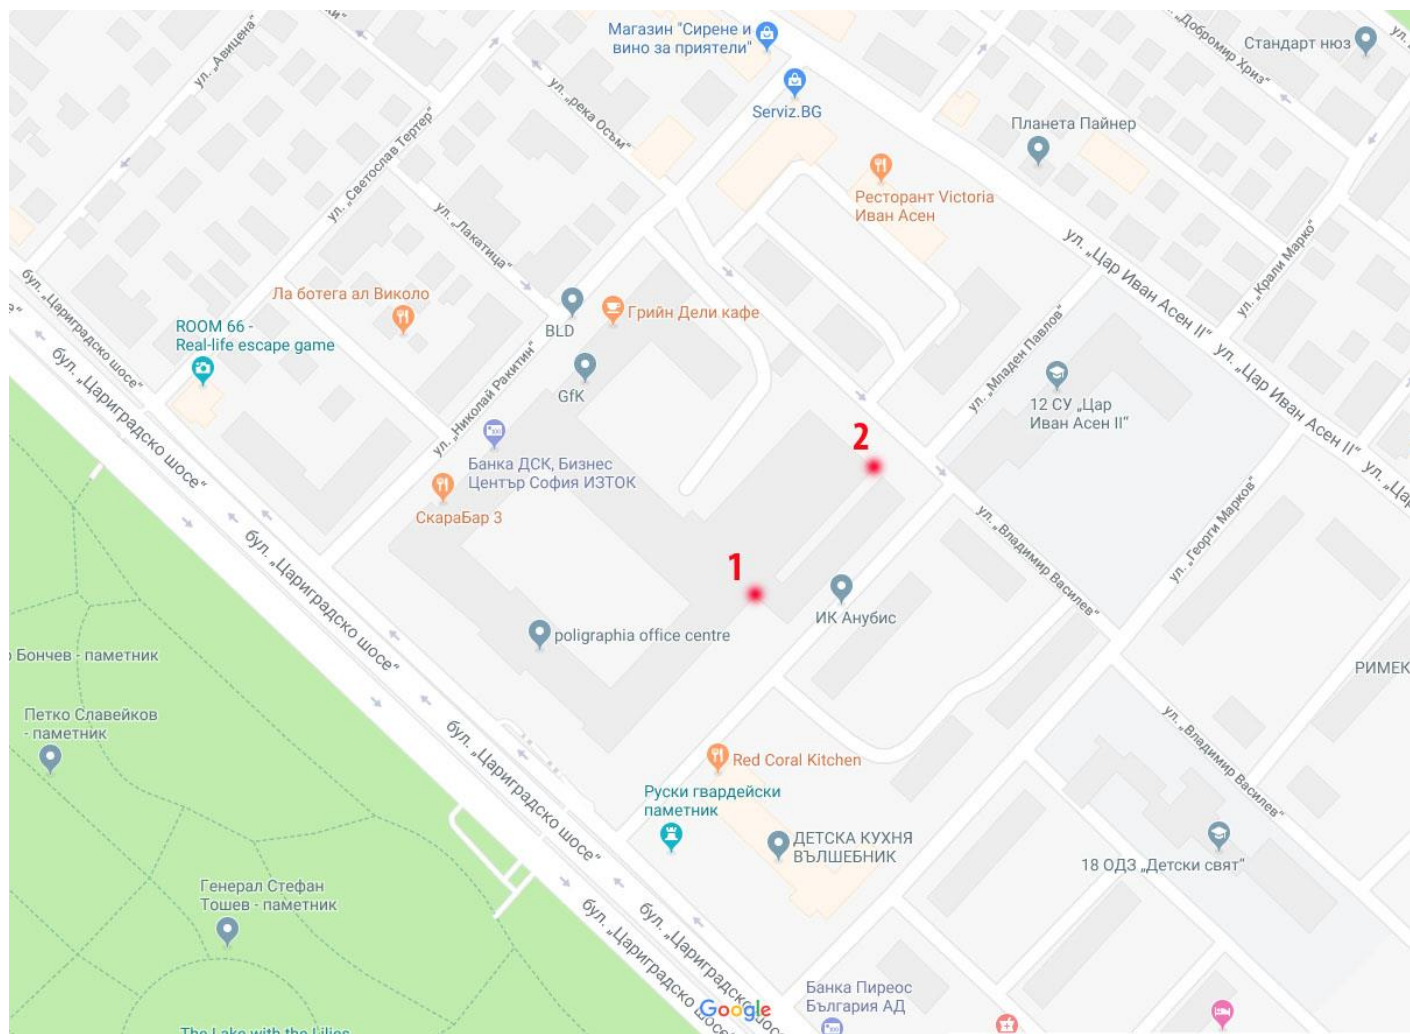 Магазин "Сирене и
вино за приятели"
Стандарт нюз
ул. „Добромир Хриз"
ул. „Авицена"
Serviz.BG
ул. „река Осъм"
Планета Пайнер
ул. „Светослав Тертер"
Ресторант Victoria
Иван Асен
ул. „Лакатица"
ул. „Цар Иван Асен II"
ул. „Крали Марко"
бул. „Цариградско шосе"
Ла ботега ал Виколо
Грийн Дели кафе
ROOM 66 -
Real-life escape game
BLD
ул. „Младен Павлов"
ул. „Цар Иван Асен II"
ул. „Цар
бул. „Цариградско шосе"
GfK
ул. „Николай Ракитин"
12 СУ „Цар
Иван Асен II"
2
Банка ДСК, Бизнес
Център София ИЗТОК
СкараБар 3
ул. „Георги Марков"
ул. „Владимир Василев"
бул. „Цариградско шосе"
1
ИК Анубис
poligraphia office centre
Бончев - паметник
РИМЕК
Петко Славейков
- паметник
ул. „Владимир Василев"
бул. „Цариградско шосе"
Red Coral Kitchen
Руски гвардейски
паметник
ДЕТСКА КУХНЯ
ВЪЛШЕБНИК
18 ОДЗ „Детски свят"
Генерал Стефан
Тошев - паметник
бул. „Цариградско шосе"
бул. „Цариградско шосе"
Банка Пиреос
България АД
Google
The Lake with the Lilies